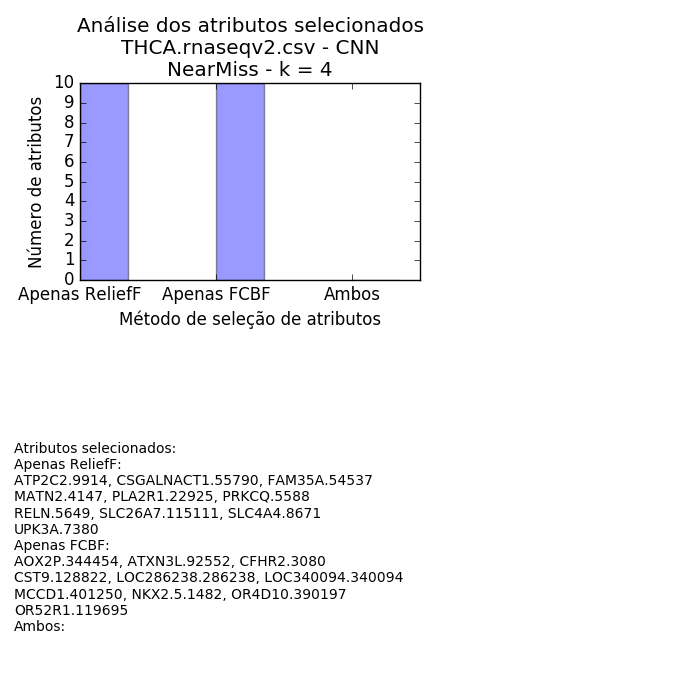 Análise dos atributos selecionados
THCA.rnaseqv2.csv - CNN
NearMiss - k = 4
10
9
8
7
6
5
4
3
2
1
0
Número de atributos
Apenas ReliefF
Apenas FCBF
Ambos
Método de seleção de atributos
Atributos selecionados:
Apenas ReliefF:
ATP2C2.9914, CSGALNACT1.55790, FAM35A.54537
MATN2.4147, PLA2R1.22925, PRKCQ.5588
RELN.5649, SLC26A7.115111, SLC4A4.8671
UPK3A.7380
Apenas FCBF:
AOX2P.344454, ATXN3L.92552, CFHR2.3080
CST9.128822, LOC286238.286238, LOC340094.340094
MCCD1.401250, NKX2.5.1482, OR4D10.390197
OR52R1.119695
Ambos: